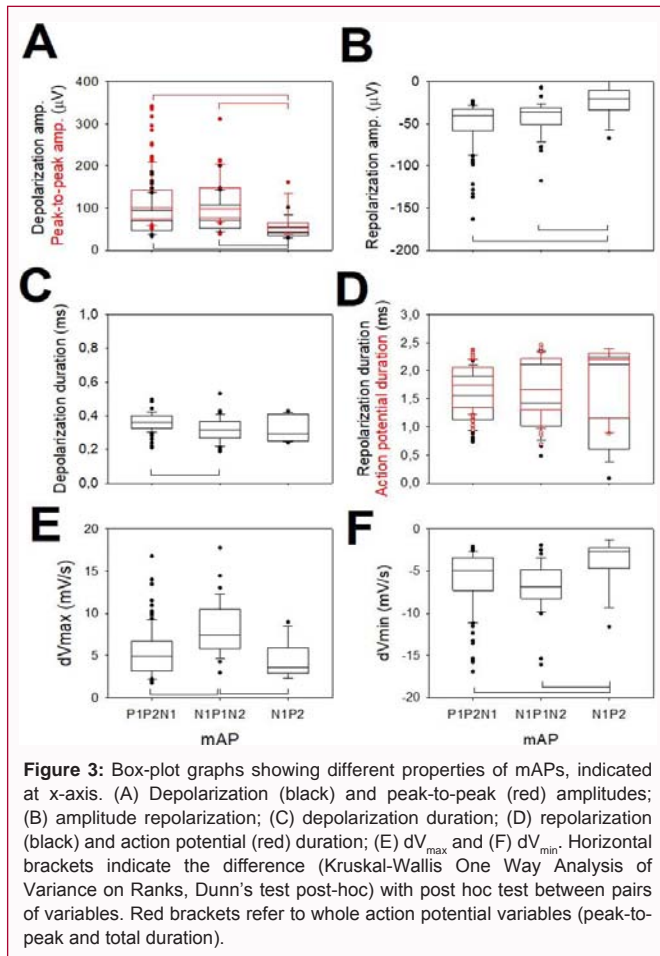 A
B
Depolarization amp.
Peak-to-peak amp. (µV)
400
300
200
100
0
Repolarization amp. (µV)
0
-50
-100
-150
-200
C
D
Depolarization duration (ms)
1,0
0,8
0,6
0,4
0,2
0,0
Repolarization duration
Action potential duration (ms)
3,0
2,5
2,0
1,5
1,0
0,5
0,0
E
F
dVmax (mV/s)
20
15
10
5
0
dVmin (mV/s)
0
-5
-10
-15
-20
P1P2N1 N1P1N2 N1P2
mAP
P1P2N1 N1P1N2 N1P2
mAP
Figure 3: Box-plot graphs showing different properties of mAPs, indicated
at x-axis. (A) Depolarization (black) and peak-to-peak (red) amplitudes;
(B) amplitude repolarization; (C) depolarization duration; (D) repolarization
(black) and action potential (red) duration; (E) dVmax and (F) dVmin. Horizontal
brackets indicate the difference (Kruskal-Wallis One Way Analysis of
Variance on Ranks, Dunn's test post-hoc) with post hoc test between pairs
of variables. Red brackets refer to whole action potential variables (peak-to-
peak and total duration).